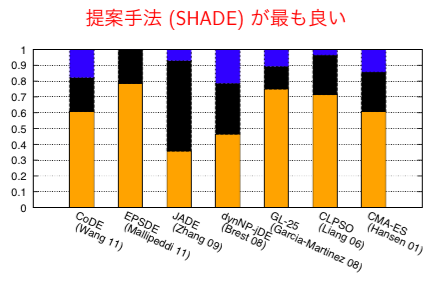 提案手法 (SHADE) が最も良い
1
0.9
0.8
0.7
0.6
0.5
0.4
0.3
0.2
0.1
0
CoDE
(Wang 11)
EPSDE
(Mallipeddi 11)
JADE
(Zhang 09)
dynNP-jDE
(Brest 08)
GL-25
(Garcia-Martinez 08)
CLPSO
(Liang 06)
CMA-ES
(Hansen 01)